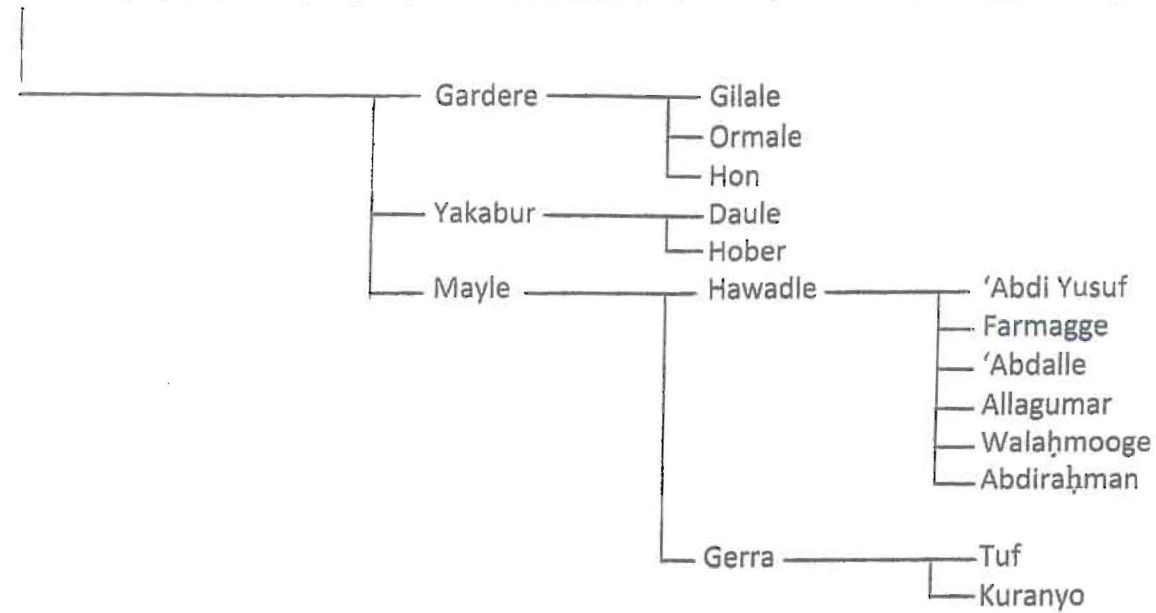 Gardere Gilale
Ormale
Hon
Yakabur Daule
Hober
Mayle Hawadle ‘Abdi Yusuf
Farmagge
‘Abdalle
Allagumar
Walaḥmooge
Abdiraḥman
Gerra Tuf
Kuranyo